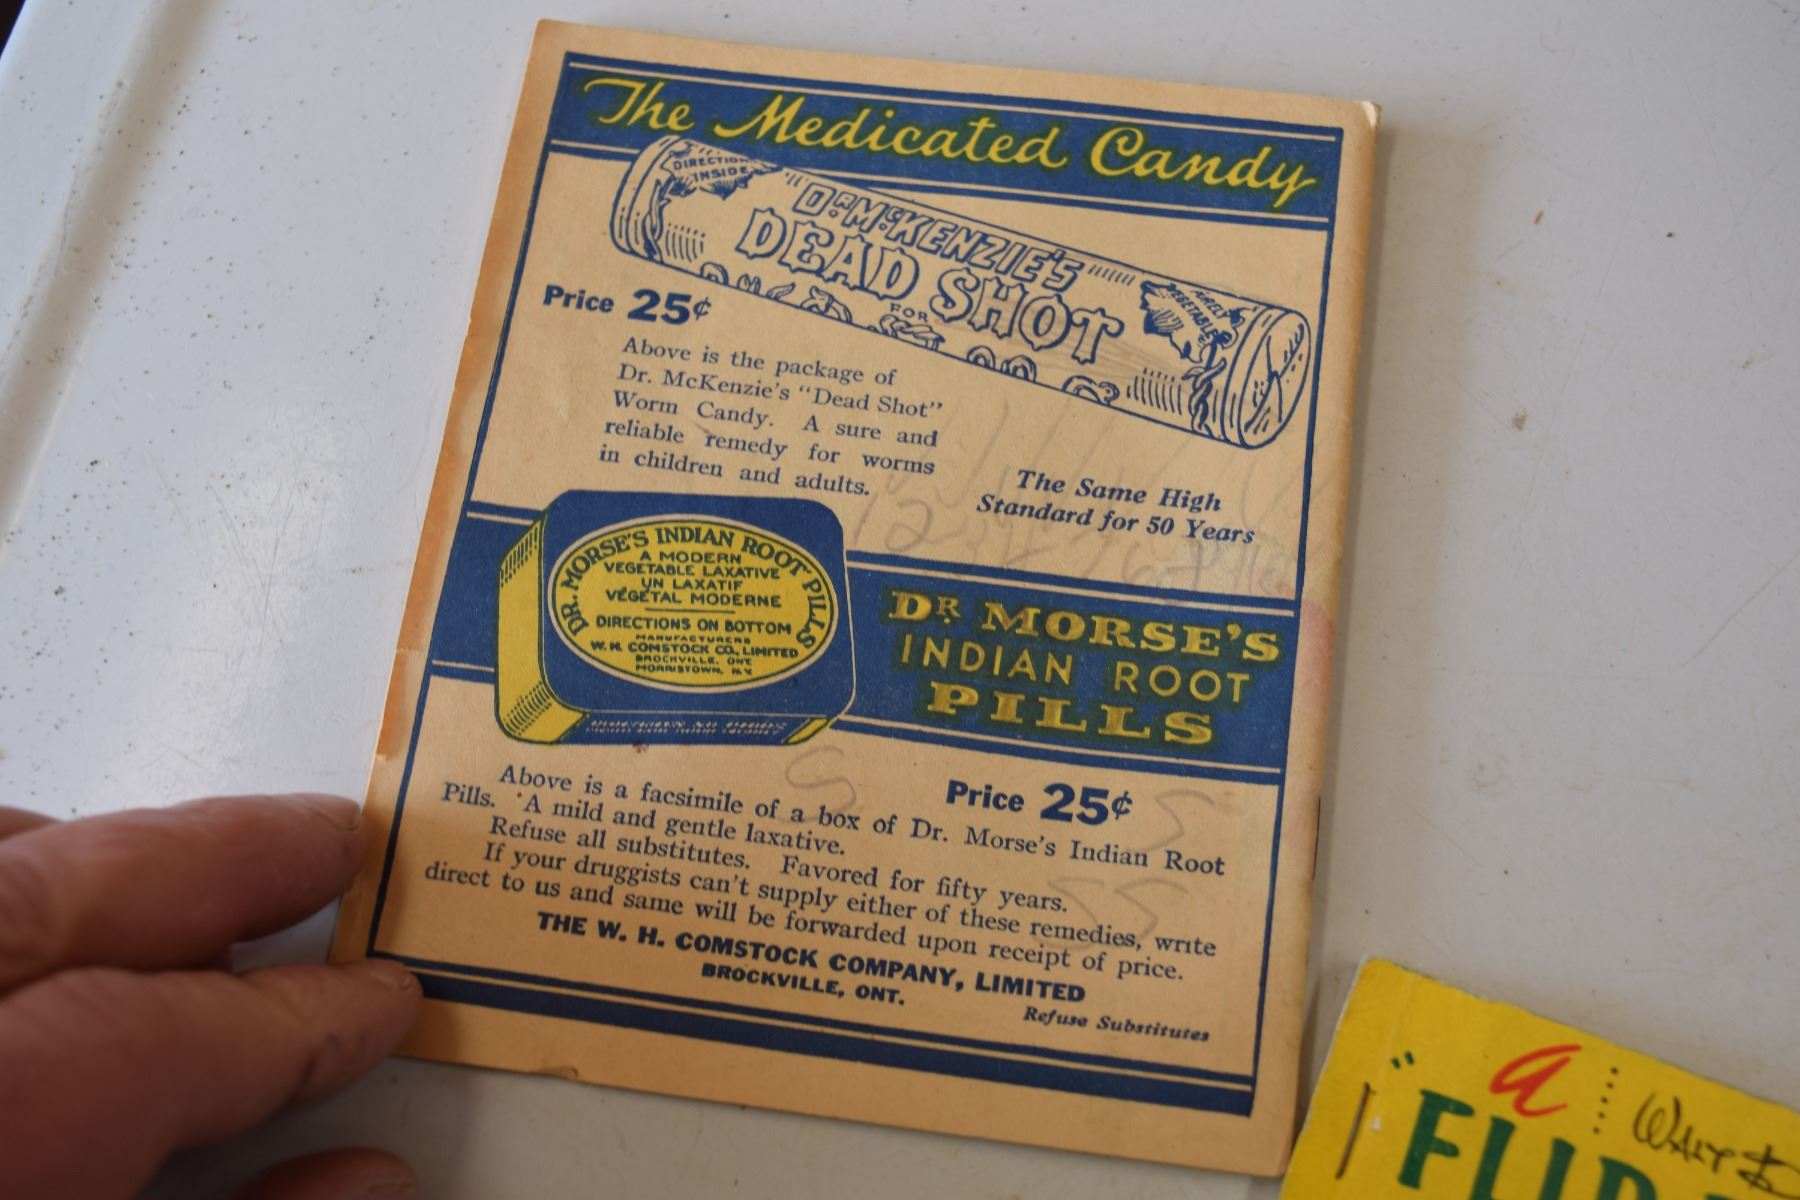 The Medicated Candy
DIRECTIONS
INSIDE
DR. McKENZIE'S
DEAD SHOT
FOR
PURELY
VEGETABLE
Price 25¢
Above is the package of
Dr. McKenzie's "Dead Shot"
Worm Candy. A sure and
reliable remedy for worms
in children and adults.
The Same High
Standard for 50 Years
DR. MORSE'S INDIAN ROOT PILLS
A MODERN
VEGETABLE LAXATIVE
UN LAXATIF
VÉGÉTAL MODERNE
DIRECTIONS ON BOTTOM
MANUFACTURERS
W. H. COMSTOCK CO., LIMITED
BROCKVILLE, ONT.
MORRISTOWN, N.Y.
DR. MORSE'S
INDIAN ROOT
PILLS
Price 25¢
Above is a facsimile of a box of Dr. Morse's Indian Root
Pills. A mild and gentle laxative.
Refuse all substitutes. Favored for fifty years.
If your druggists can't supply either of these remedies, write
direct to us and same will be forwarded upon receipt of price.
THE W. H. COMSTOCK COMPANY, LIMITED
BROCKVILLE, ONT.
Refuse Substitutes
a
WALT
"FLIP